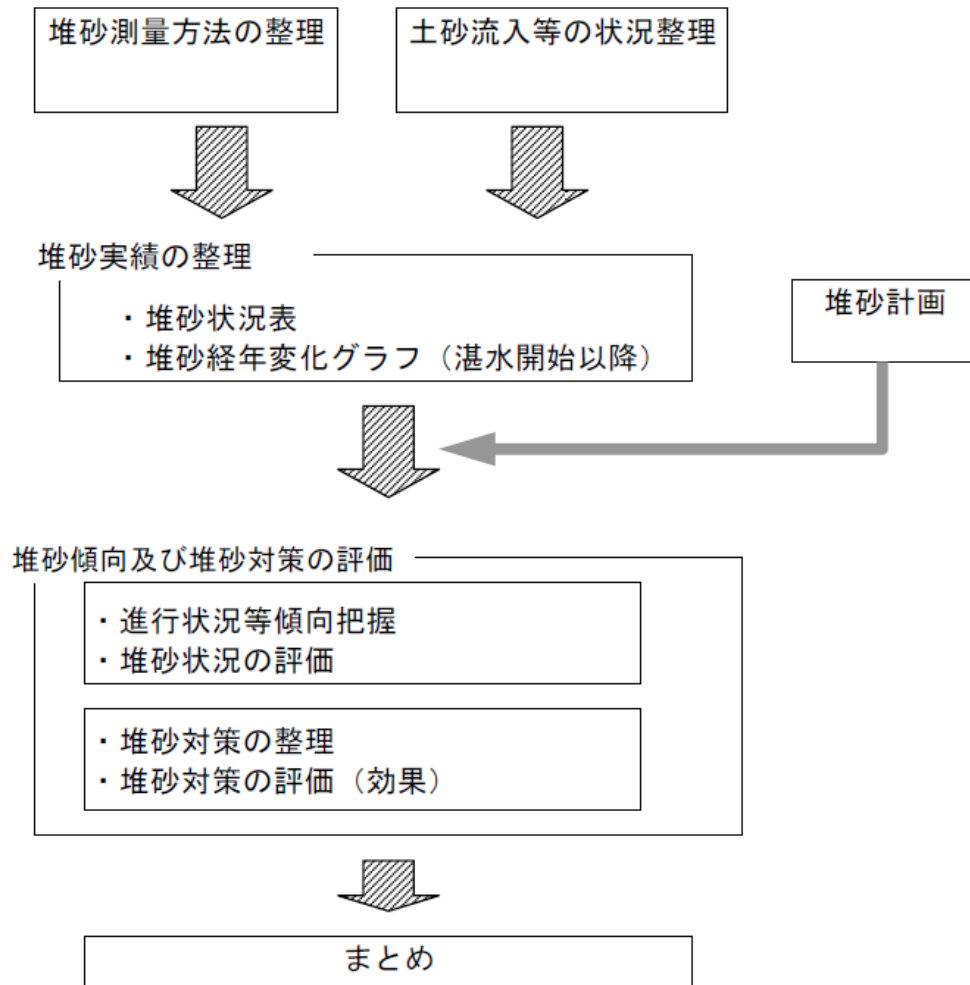 堆砂測量方法の整理
土砂流入等の状況整理
堆砂実績の整理
・堆砂状況表
・堆砂経年変化グラフ（湛水開始以降）
堆砂計画
堆砂傾向及び堆砂対策の評価
・進行状況等傾向把握
・堆砂状況の評価
・堆砂対策の整理
・堆砂対策の評価（効果）
まとめ